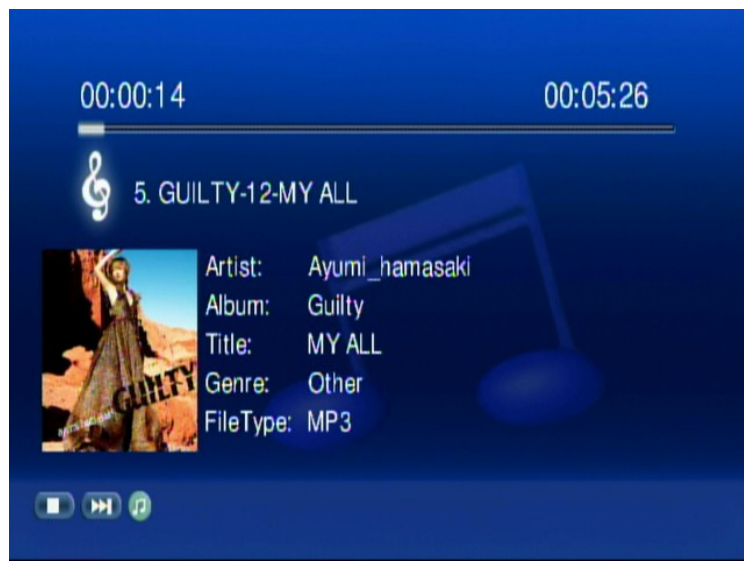 00:00:14 00:05:26
5. GUILTY-12-MY ALL
Artist: Ayumi_hamasaki
Album: Guilty
Title: MY ALL
Genre: Other
FileType: MP3
GUILTY